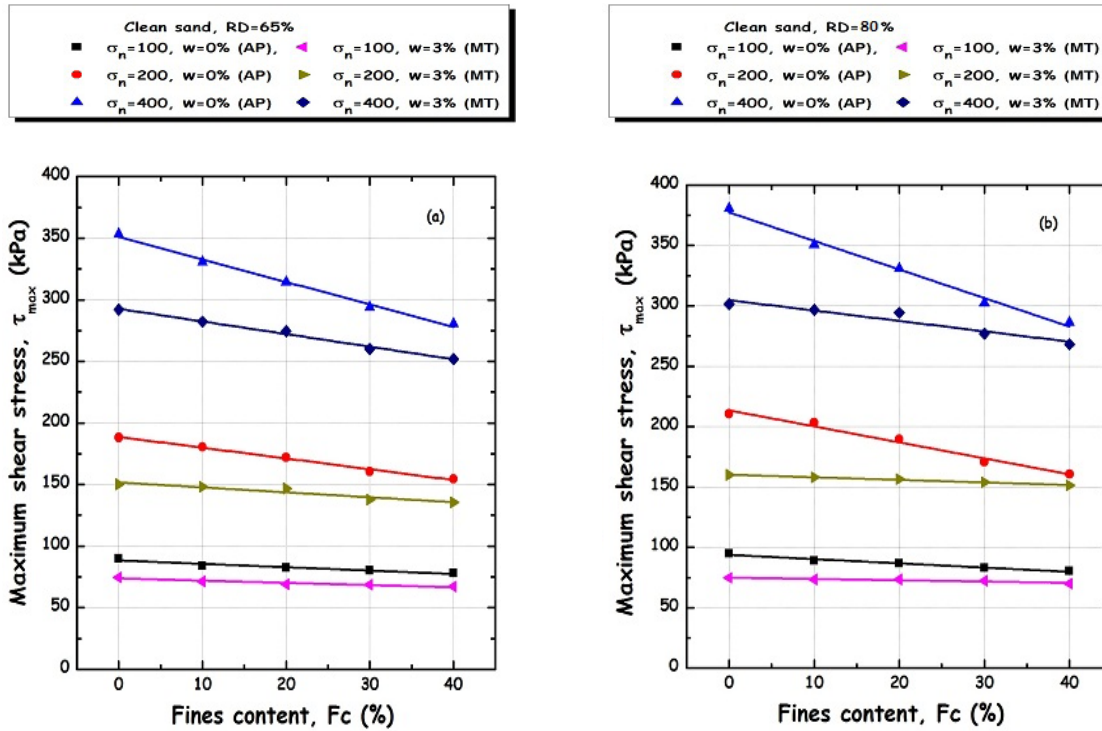 Clean sand, RD=65%
σn=100, w=0% (AP), σn=100, w=3% (MT)
σn=200, w=0% (AP) σn=200, w=3% (MT)
σn=400, w=0% (AP) σn=400, w=3% (MT)
400
350
300
250
200
150
100
50
0
(a)
Maximum shear stress, τmax (kPa)
0 10 20 30 40
Fines content, Fc (%)
Clean sand, RD=80%
σn=100, w=0% (AP) σn=100, w=3% (MT)
σn=200, w=0% (AP) σn=200, w=3% (MT)
σn=400, w=0% (AP) σn=400, w=3% (MT)
400
350
300
250
200
150
100
50
0
(b)
Maximum shear stress, τmax (kPa)
0 10 20 30 40
Fines content, Fc (%)